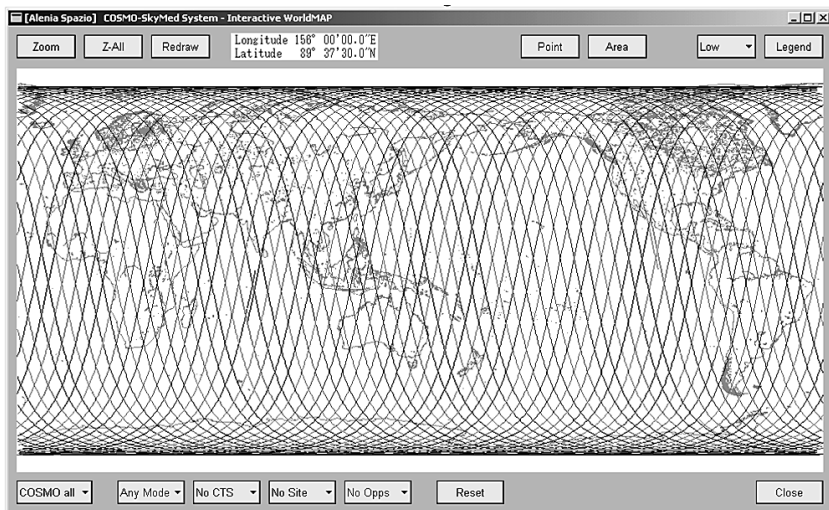 [Alenia Spazio] COSMO-SkyMed System - Interactive WorldMAP
Zoom
Z-All
Redraw
Longitude 156° 00'00.0"E
Latitude 89° 37'30.0"N
Point
Area
Low
Legend
COSMO all
Any Mode
No CTS
No Site
No Opps
Reset
Close